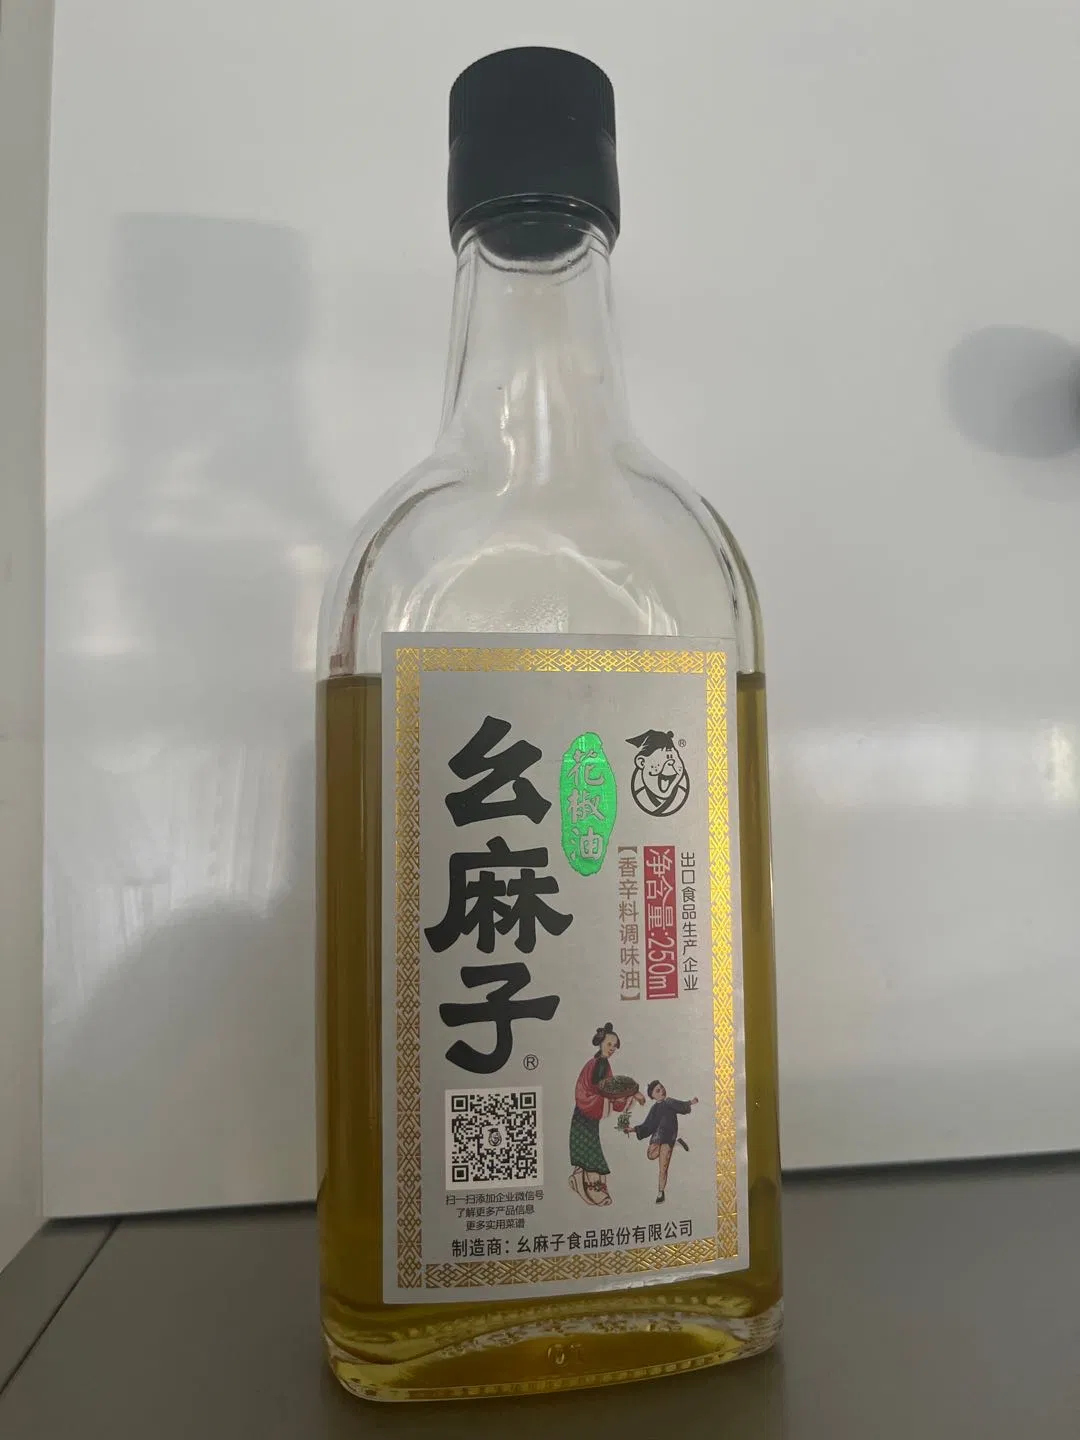 幺麻子®
花椒油
®
【香辛料调味油】
净含量:250ml
出口食品生产企业
扫一扫添加企业微信号
了解更多产品信息
更多实用菜谱
制造商：幺麻子食品股份有限公司